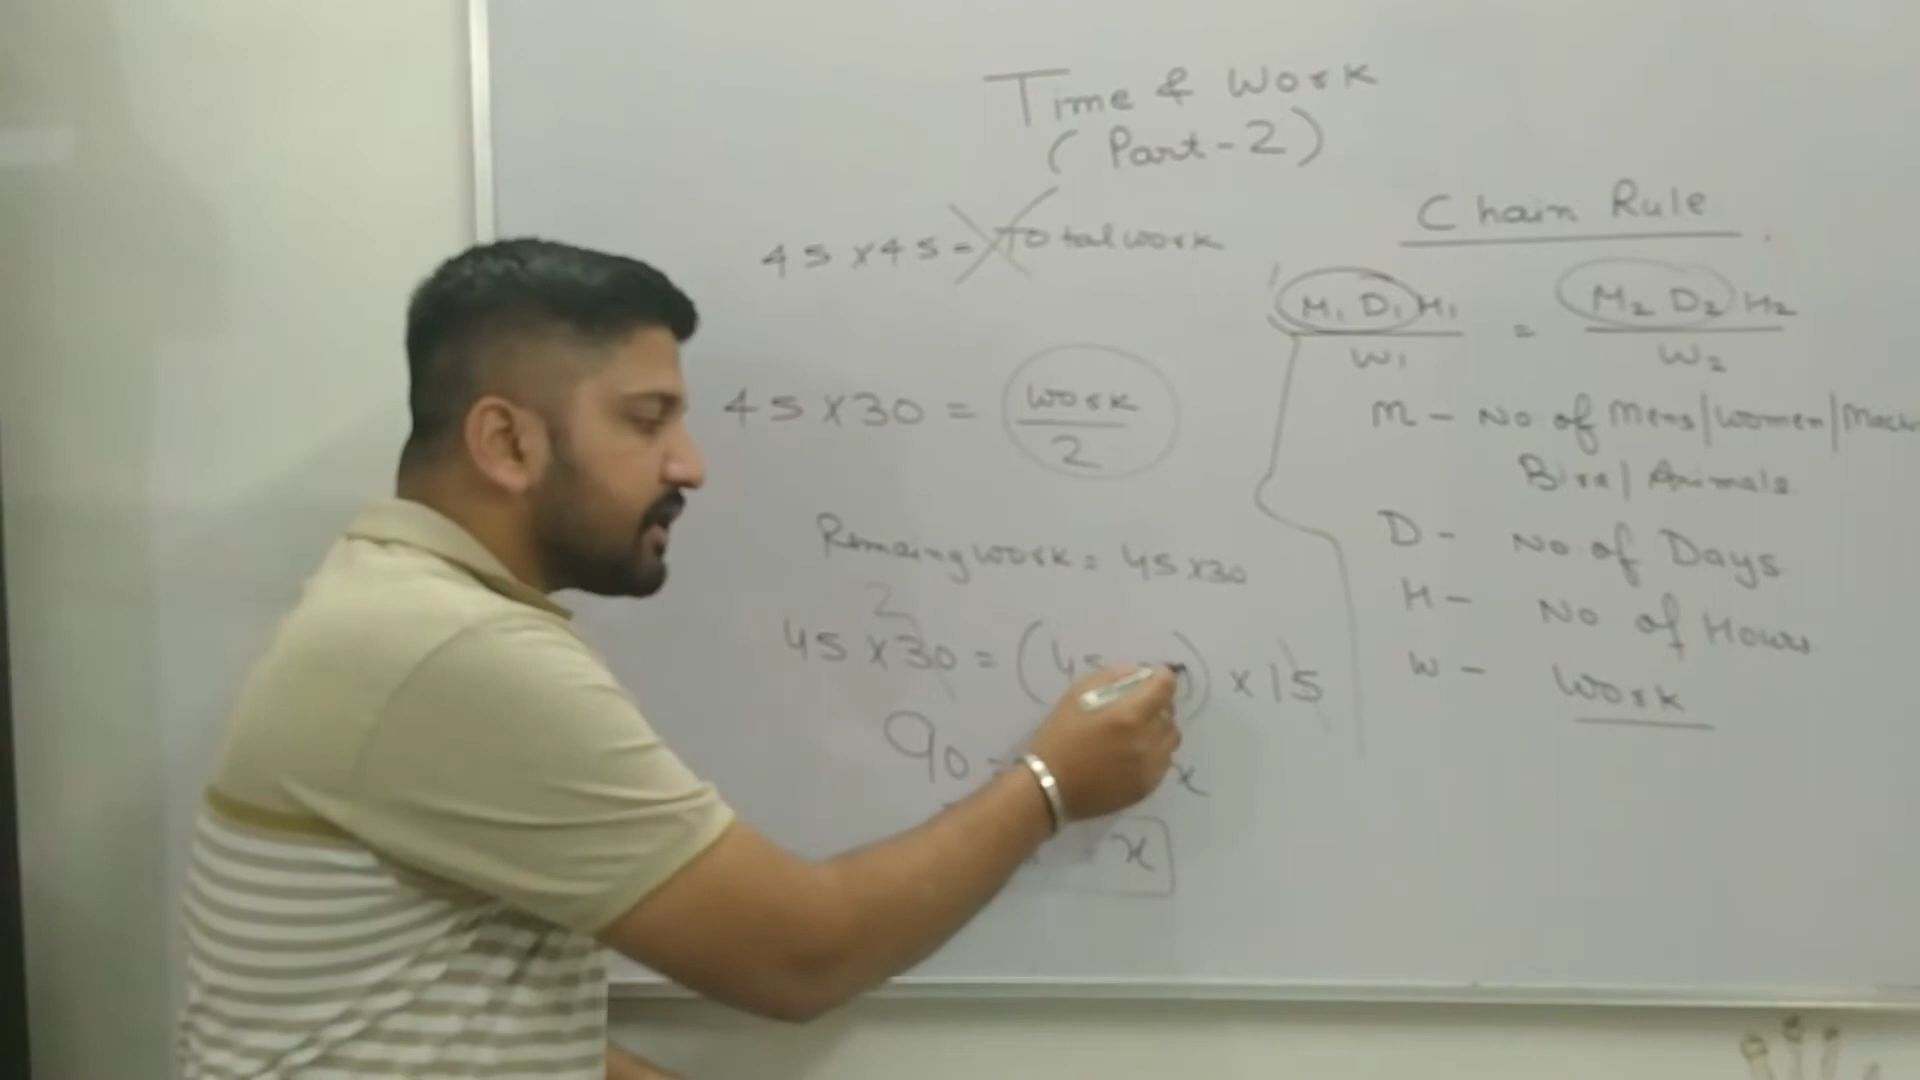 Time & Work
(Part-2)
45 x 45 = Total work
45 x 30 = work
2
Remaing work = 45 x 30
2
45 x 30 = (45 x) x 15
90 = x
x
Chain Rule
M1 D1 H1 = M2 D2 H2
W1 W2
M - No of Mens/women/Machi
Bira/Animals
D - No of Days
H - No of Hours
W - Work